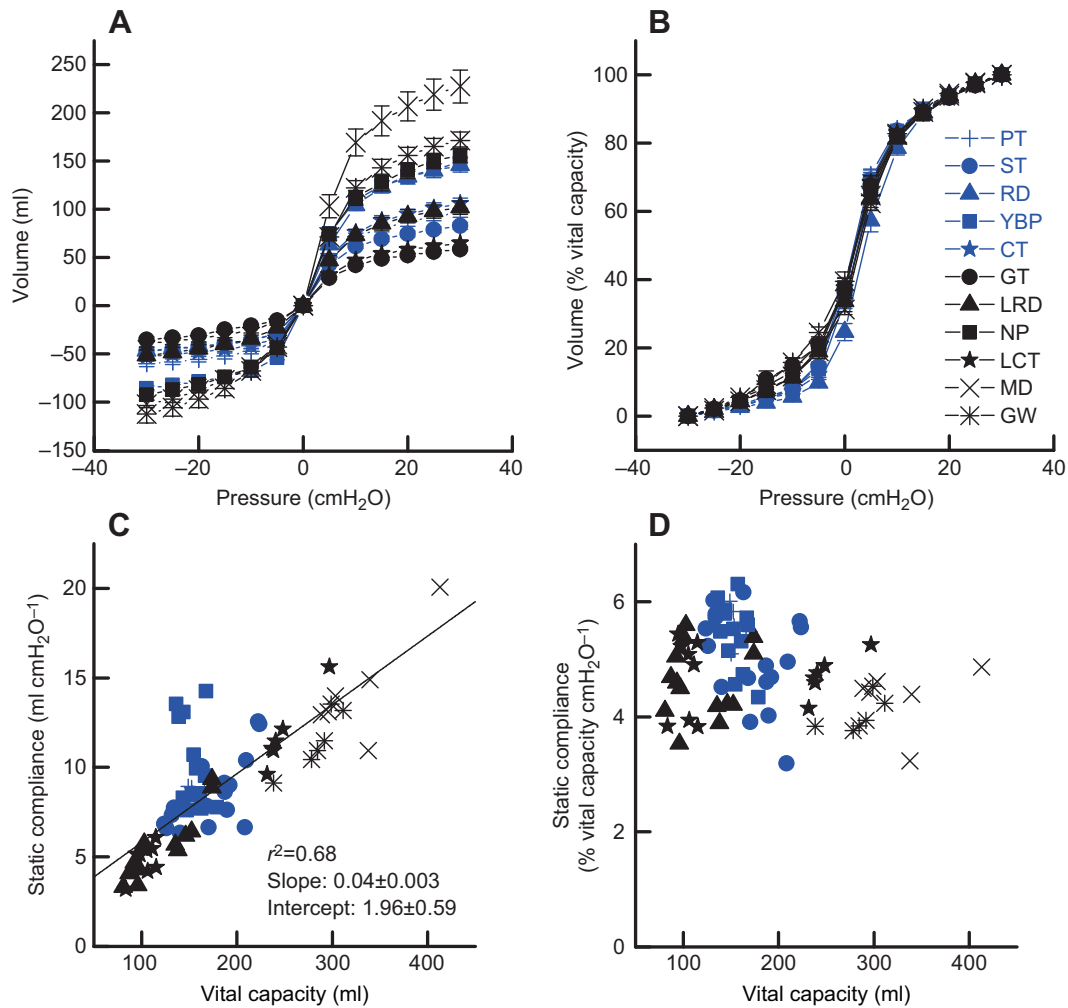 A
250
200
150
100
50
0
–50
–100
–150
Volume (ml)
–40
–20
0
20
40
Pressure (cmH2O)
B
100
80
60
40
20
0
Volume (% vital capacity)
–40
–20
0
20
40
Pressure (cmH2O)
PT
ST
RD
YBP
CT
GT
LRD
NP
LCT
MD
GW
C
20
15
10
5
0
Static compliance (ml cmH2O−1)
r2=0.68
Slope: 0.04±0.003
Intercept: 1.96±0.59
100
200
300
400
Vital capacity (ml)
D
6
4
2
0
Static compliance
(% vital capacity cmH2O−1)
100
200
300
400
Vital capacity (ml)